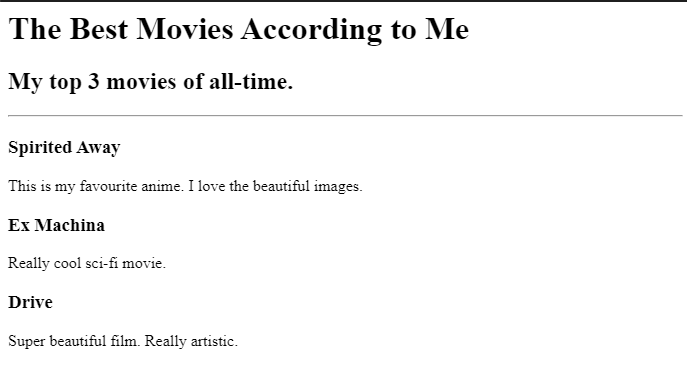 The Best Movies According to Me
My top 3 movies of all-time.
Spirited Away
This is my favourite anime. I love the beautiful images.
Ex Machina
Really cool sci-fi movie.
Drive
Super beautiful film. Really artistic.